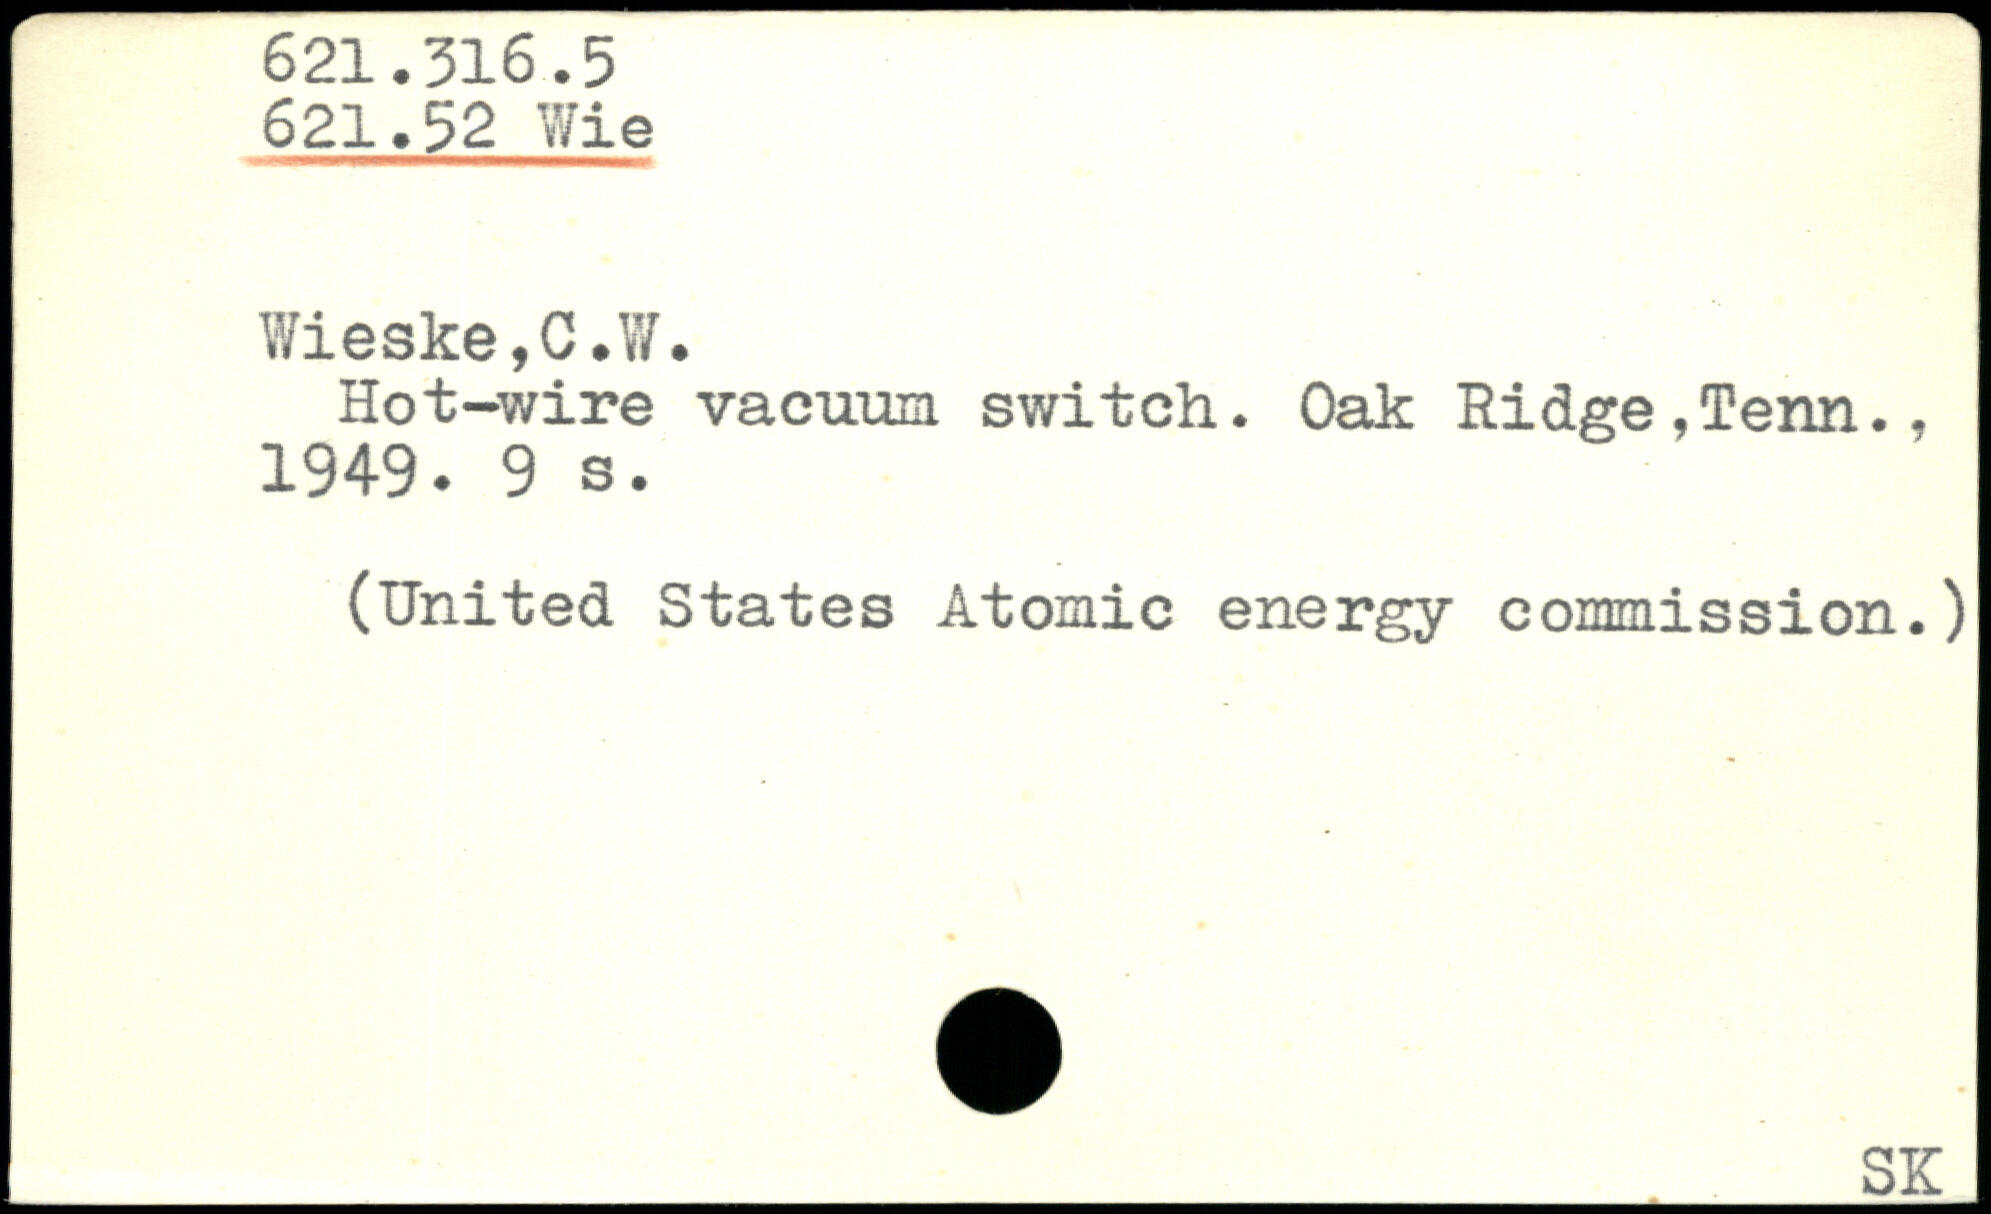 621.316.5
621.52 Wie
Wieske,C.W.
Hot-wire vacuum switch. Oak Ridge,Tenn.,
1949. 9 s.
(United States Atomic energy commission.)
SK